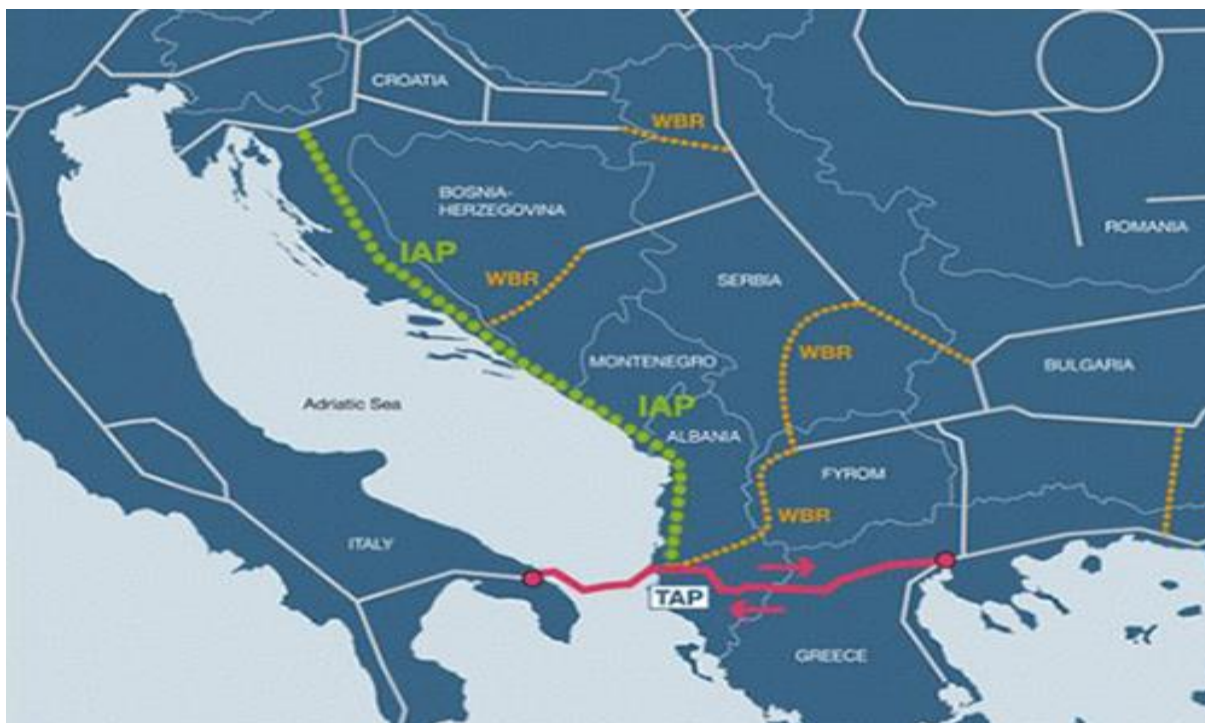 CROATIA
WBR
BOSNIA-
HERZEGOVINA
ROMANIA
IAP
WBR
SERBIA
WBR
MONTENEGRO
BULGARIA
Adriatic Sea
IAP
ALBANIA
FYROM
WBR
ITALY
TAP
GREECE